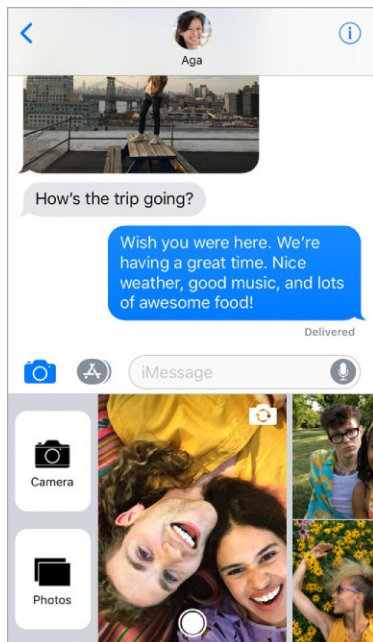 Aga
How's the trip going?
Wish you were here. We're
having a great time. Nice
weather, good music, and lots
of awesome food!
Delivered
iMessage
Camera
Photos